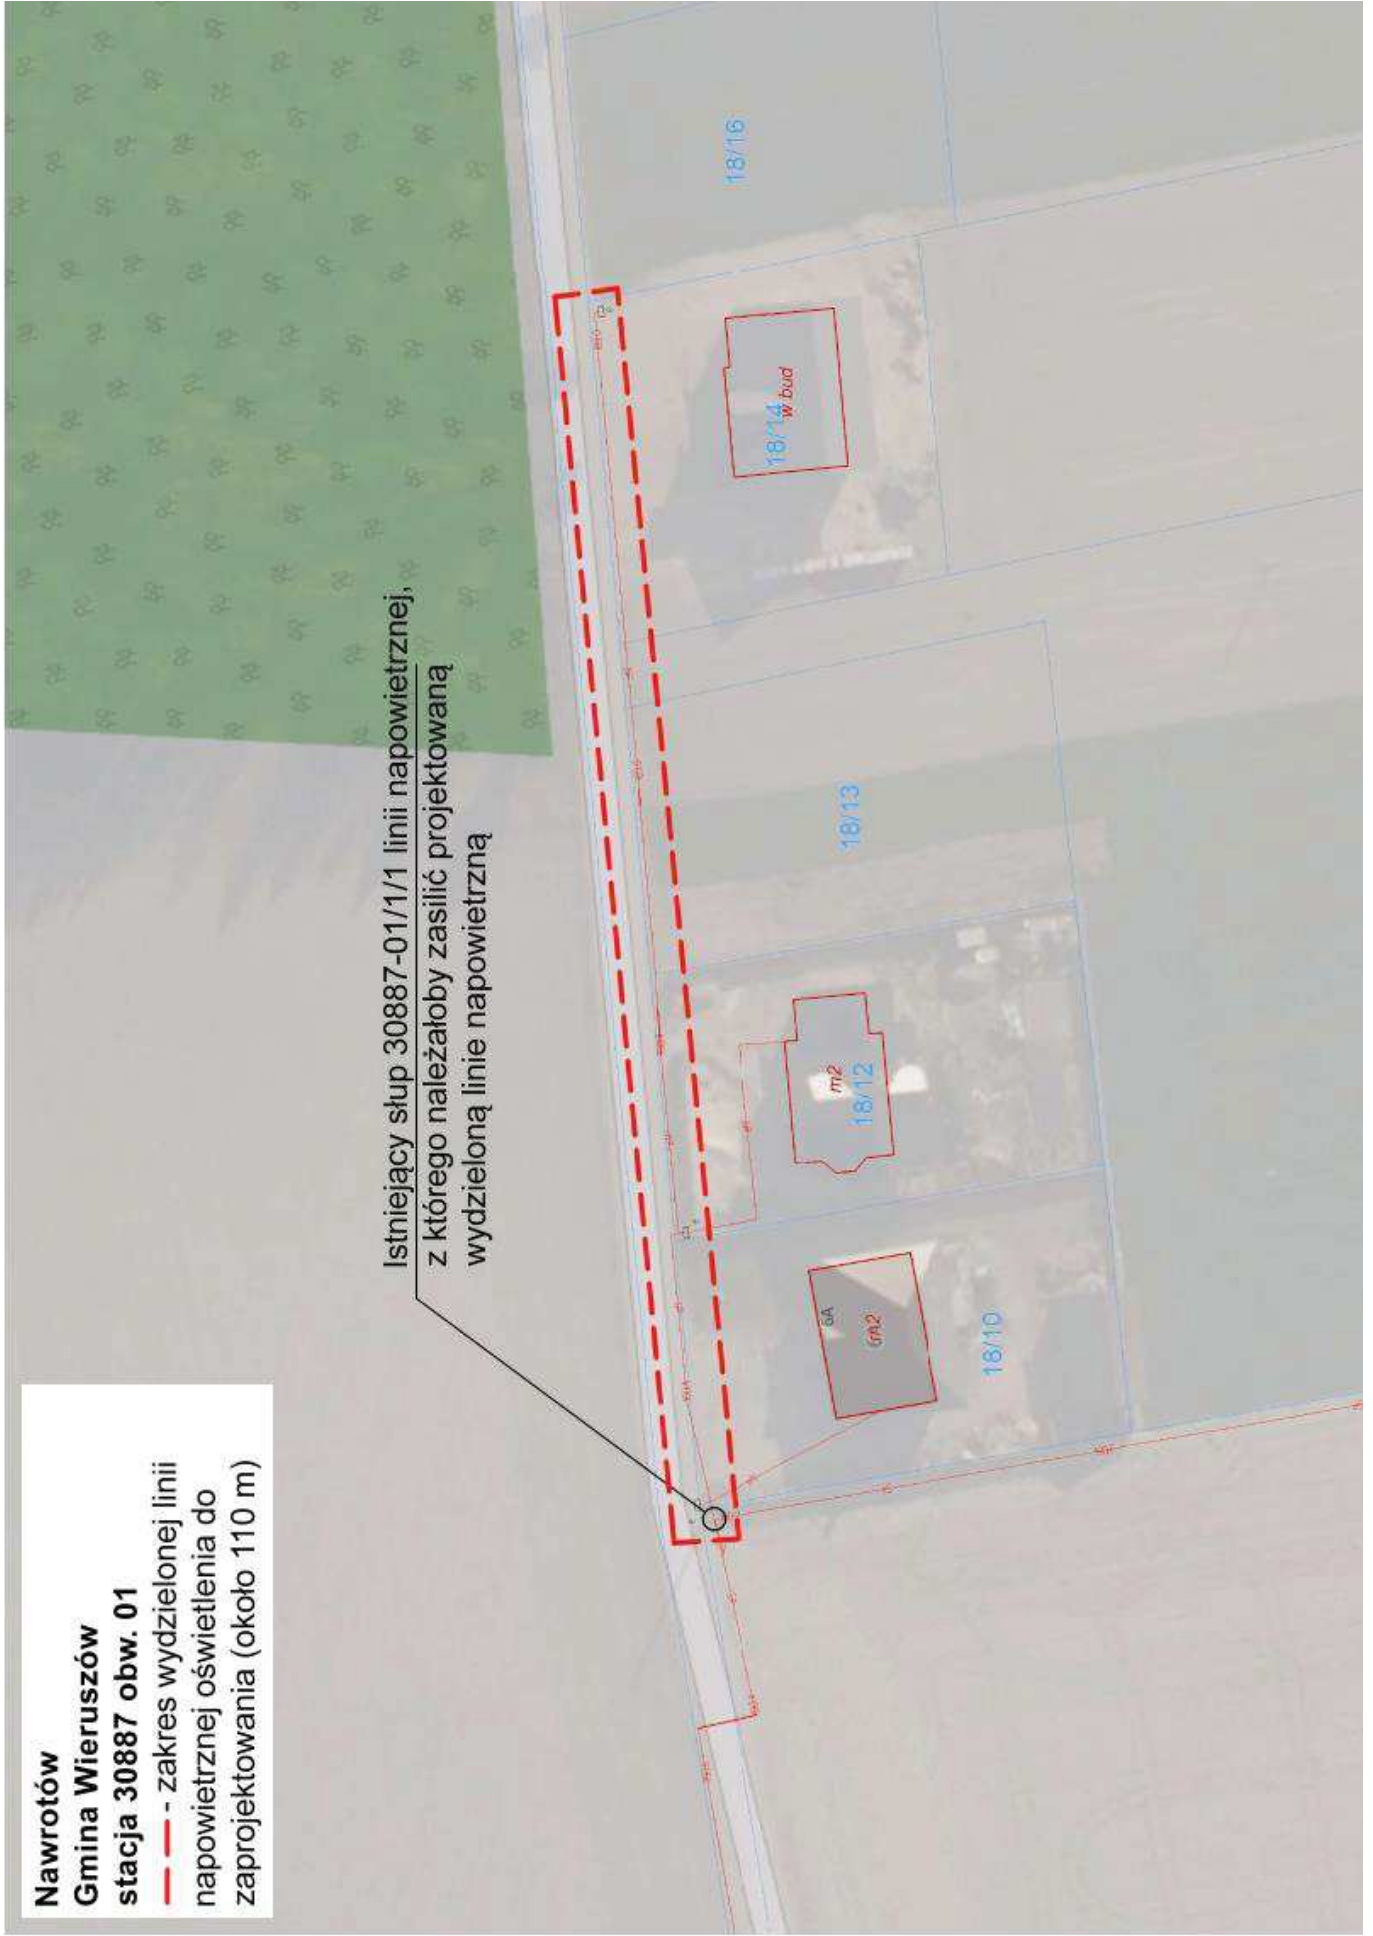 Nawrotów
Gmina Wieruszów
stacja 30887 obw. 01
- zakres wydzielonej linii
napowietrznej oświetlenia do
zaprojektowania (około 110 m)
Istniejący słup 30887-01/1/1 linii napowietrznej,
z którego należałoby zasilić projektowaną
wydzieloną linie napowietrzną
18/10
6A
m2
18/12
18/13
18/14
w bud
18/16